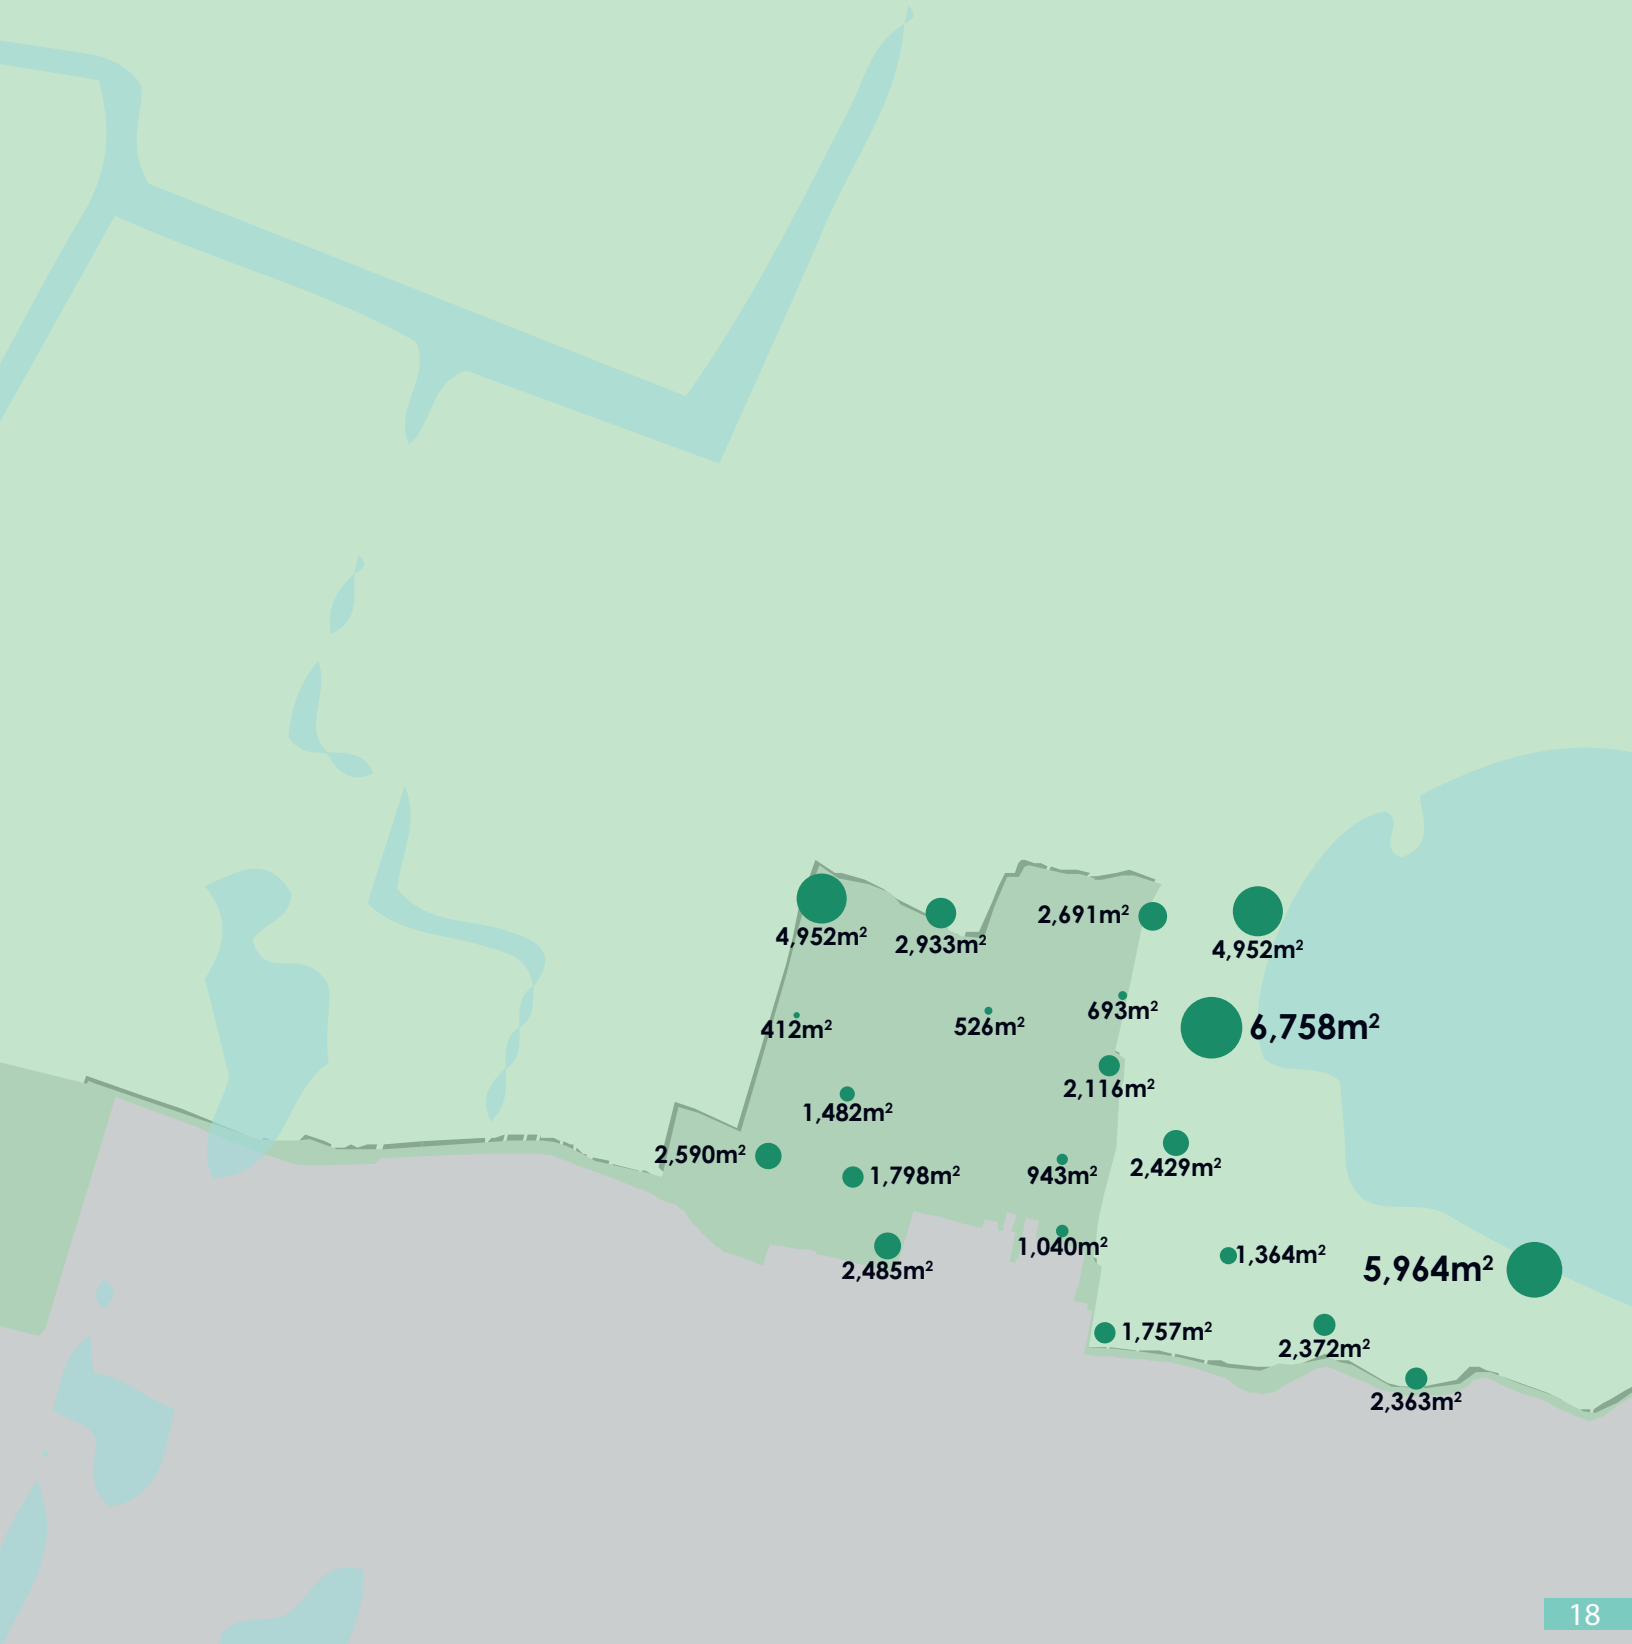 2,691m²
4,952m²
2,933m²
4,952m²
693m²
412m²
526m²
6,758m²
2,116m²
1,482m²
2,590m²
1,798m²
943m²
2,429m²
1,040m²
1,364m²
2,485m²
5,964m²
1,757m²
2,372m²
2,363m²
18